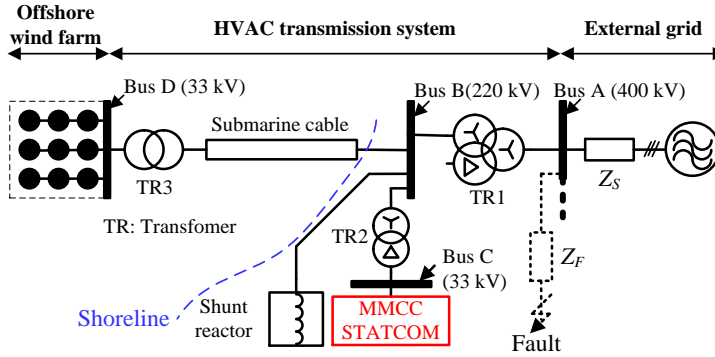 Offshore
wind farm
HVAC transmission system
External grid
Bus D (33 kV)
Bus B(220 kV)
Bus A (400 kV)
Submarine cable
TR3
TR1
Z_S
TR: Transfomer
TR2
Bus C
(33 kV)
Z_F
Shoreline
Shunt
reactor
MMCC
STATCOM
Fault